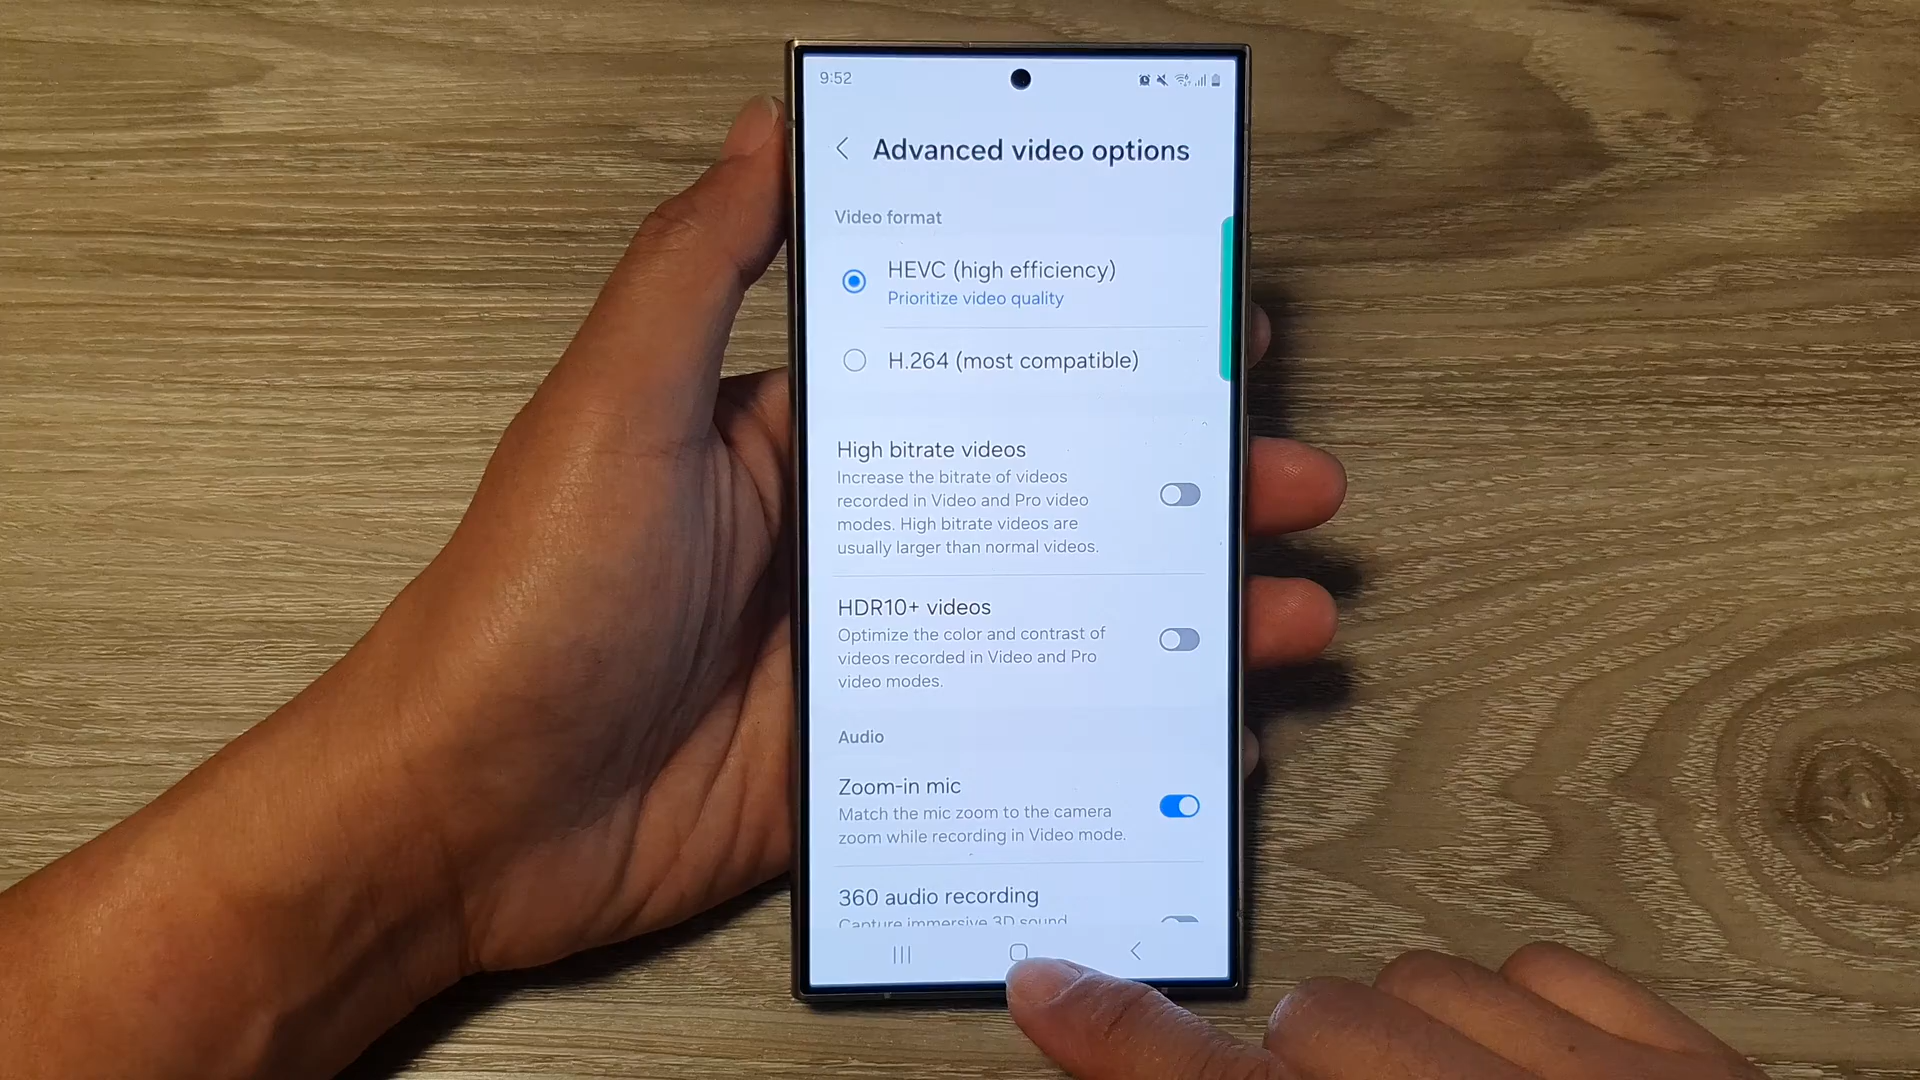 9:52
Advanced video options
Video format
HEVC (high efficiency)
Prioritize video quality
H.264 (most compatible)
High bitrate videos
Increase the bitrate of videos
recorded in Video and Pro video
modes. High bitrate videos are
usually larger than normal videos.
HDR10+ videos
Optimize the color and contrast of
videos recorded in Video and Pro
video modes.
Audio
Zoom-in mic
Match the mic zoom to the camera
zoom while recording in Video mode.
360 audio recording
Capture immersive 3D sound